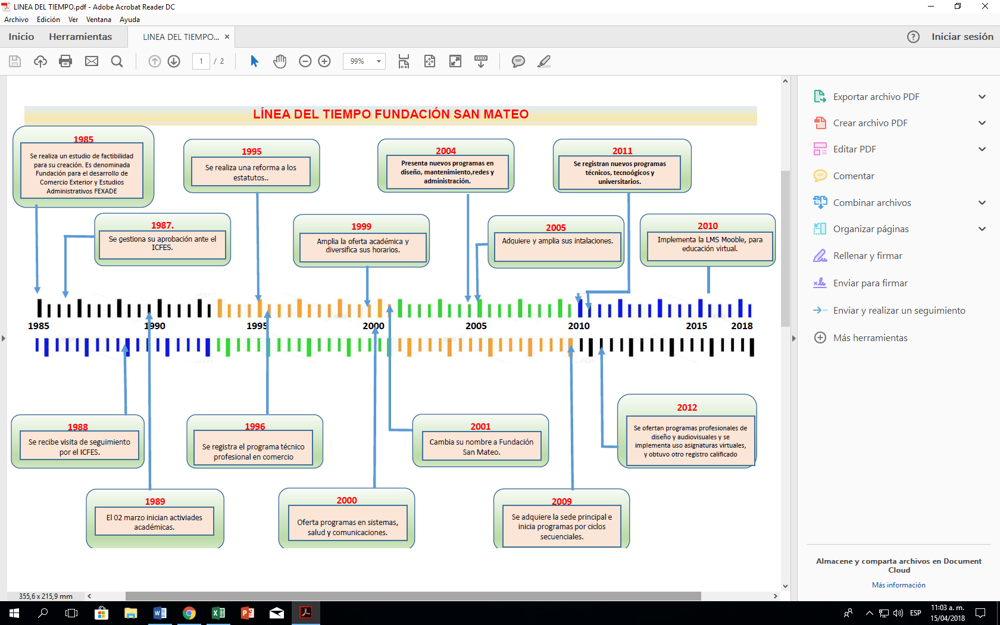 LINEA DEL TIEMPO.pdf - Adobe Acrobat Reader DC
Archivo Edición Ver Ventana Ayuda
Inicio Herramientas LINEA DEL TIEMPO... × ? Iniciar sesión
1 / 2 99%
LÍNEA DEL TIEMPO FUNDACIÓN SAN MATEO
1985
Se realiza un estudio de factibilidad
para su creación. Es denominada
Fundación para el desarrollo de
Comercio Exterior y Estudios
Administrativos FEXADE
1995
Se realiza una reforma a los
estatutos..
2004
Presenta nuevos programas en
diseño, mantenimiento,redes y
administración.
2011
Se registran nuevos programas
técnicos, tecnoógicos y
universitarios.
1987.
Se gestiona su aprobación ante el
ICFES.
1999
Amplia la oferta académica y
diversifica sus horarios.
2005
Adquiere y amplia sus intalaciones.
2010
Implementa la LMS Mooble, para
educación virtual.
1985 1990 1995 2000 2005 2010 2015 2018
1988
Se recibe visita de seguimiento
por el ICFES.
1996
Se registra el programa técnico
profesional en comercio
2001
Cambia su nombre a Fundación
San Mateo.
2012
Se ofertan programas profesionales de
diseño y audiovisuales y se
implementa uso asignaturas virtuales,
y obtuvo otro registro calificado
1989
El 02 marzo inician activiades
académicas.
2000
Oferta programas en sistemas,
salud y comunicaciones.
2009
Se adquiere la sede principal e
inicia programas por ciclos
secuenciales.
355,6 x 215,9 mm
Exportar archivo PDF
Crear archivo PDF
Editar PDF
Comentar
Combinar archivos
Organizar páginas
Rellenar y firmar
Enviar para firmar
Enviar y realizar un seguimiento
Más herramientas
Almacene y comparta archivos en Document
Cloud
Más información
ESP
11:03 a. m.
15/04/2018